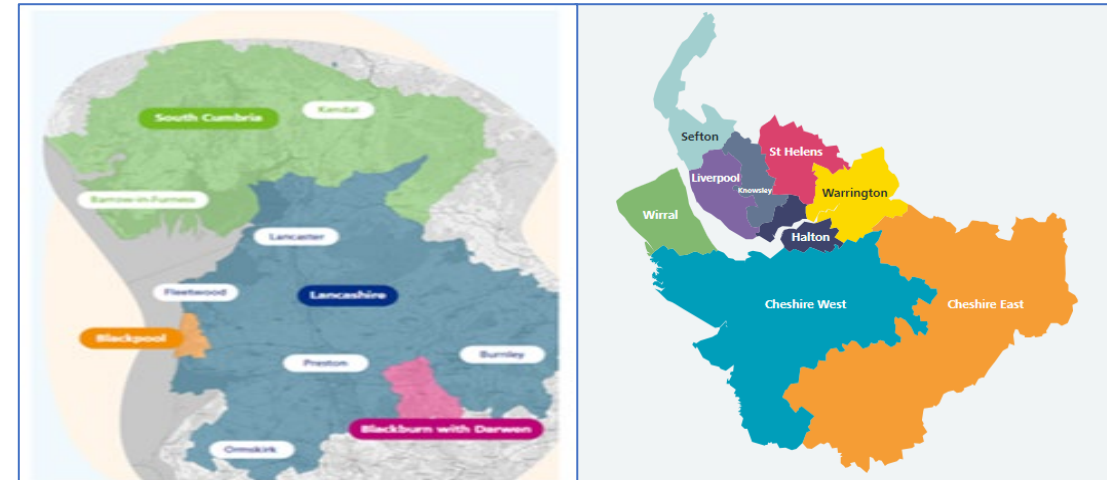 South Cumbria
Kendal
Barrow-in-Furness
Lancaster
Fleetwood
Lancashire
Blackpool
Preston
Burnley
Blackburn with Darwen
Ormskirk
Sefton
St Helens
Liverpool
Knowsley
Warrington
Wirral
Halton
Cheshire West
Cheshire East